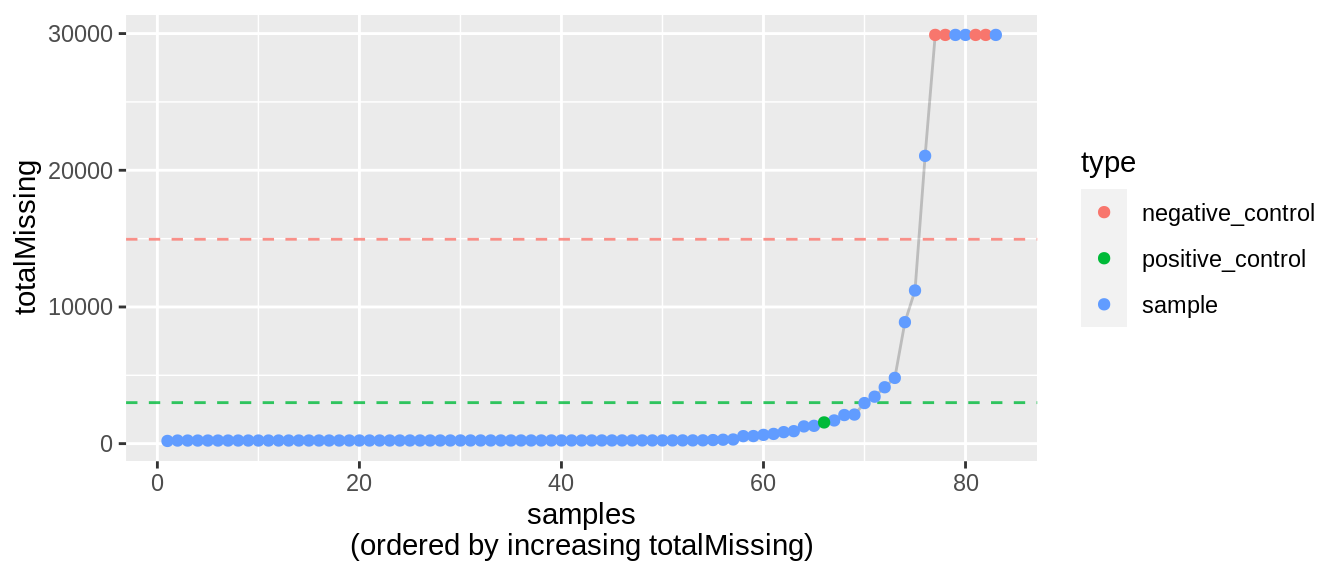 30000
20000
10000
0
totalMissing
0 20 40 60 80
samples
(ordered by increasing totalMissing)
type
negative_control
positive_control
sample